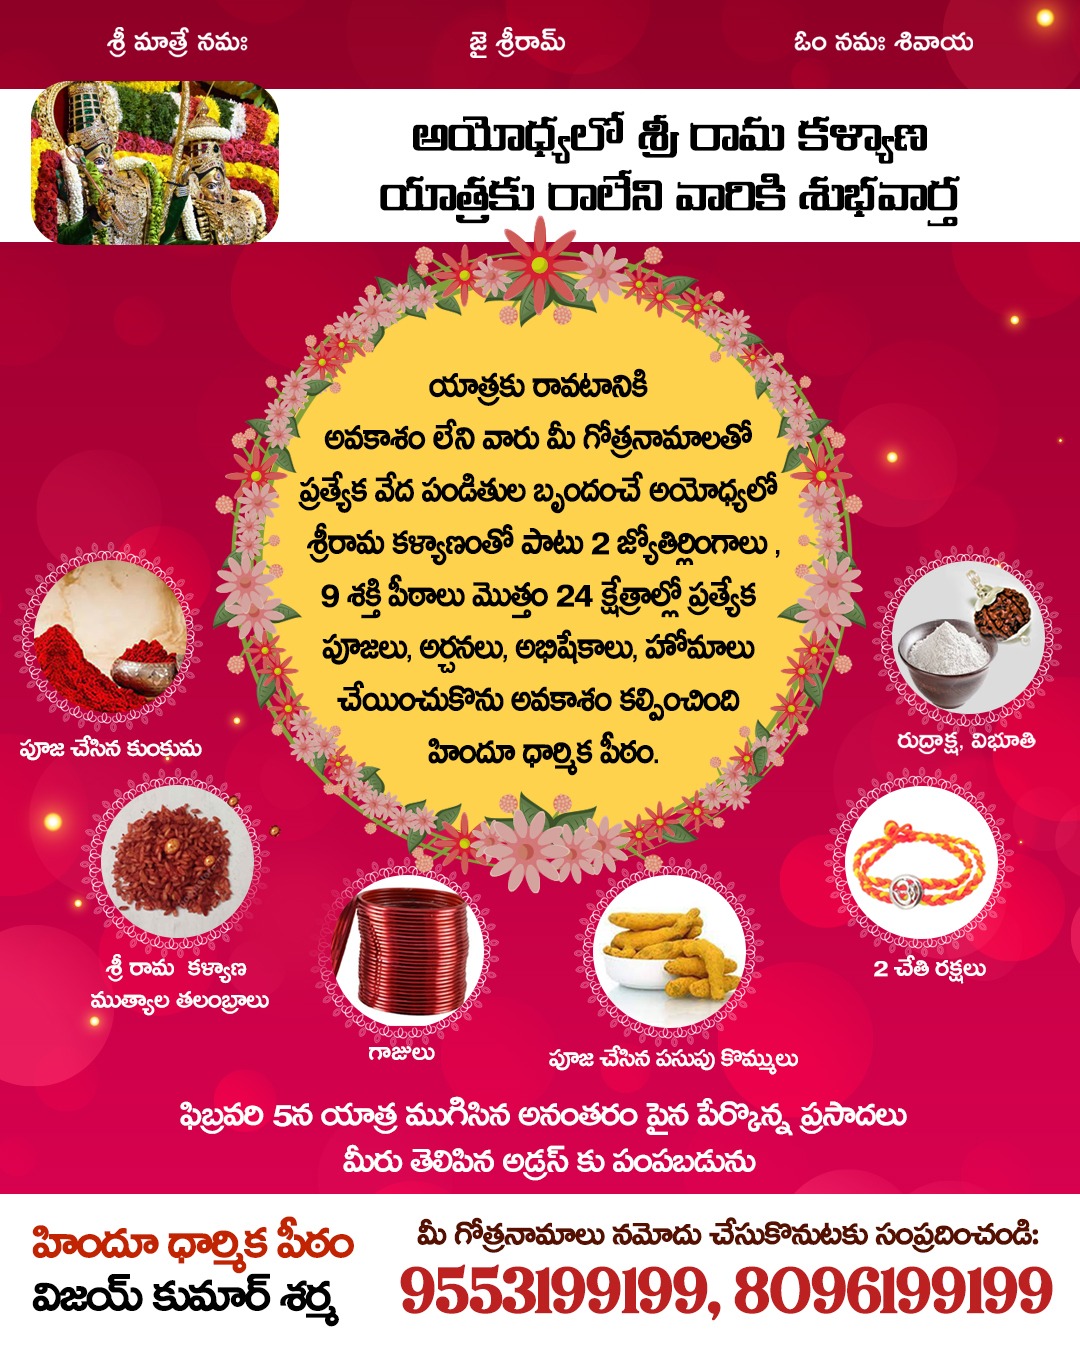 శ్రీ మాత్రే నమః
జై శ్రీరామ్
ఓం నమః శివాయ
అయోధ్యలో శ్రీ రామ కళ్యాణ
యాత్రకు రాలేని వారికి శుభవార్త
యాత్రకు రావటానికి
అవకాశం లేని వారు మీ గోత్రనామాలతో
ప్రత్యేక వేద పండితుల బృందంచే అయోధ్యలో
శ్రీరామ కళ్యాణంతో పాటు 2 జ్యోతిర్లింగాలు ,
9 శక్తి పీఠాలు మొత్తం 24 క్షేత్రాల్లో ప్రత్యేక
పూజలు, అర్చనలు, అభిషేకాలు, హోమాలు
చేయించుకొను అవకాశం కల్పించింది
హిందూ ధార్మిక పీఠం.
పూజ చేసిన కుంకుమ
రుద్రాక్ష, విభూతి
శ్రీ రామ కళ్యాణ
ముత్యాల తలంబ్రాలు
2 చేతి రక్షలు
గాజులు
పూజ చేసిన పసుపు కొమ్ములు
ఫిబ్రవరి 5న యాత్ర ముగిసిన అనంతరం పైన పేర్కొన్న ప్రసాదలు
మీరు తెలిపిన అడ్రస్ కు పంపబడును
హిందూ ధార్మిక పీఠం
విజయ్ కుమార్ శర్మ
మీ గోత్రనామాలు నమోదు చేసుకొనుటకు సంప్రదించండి:
9553199199, 8096199199